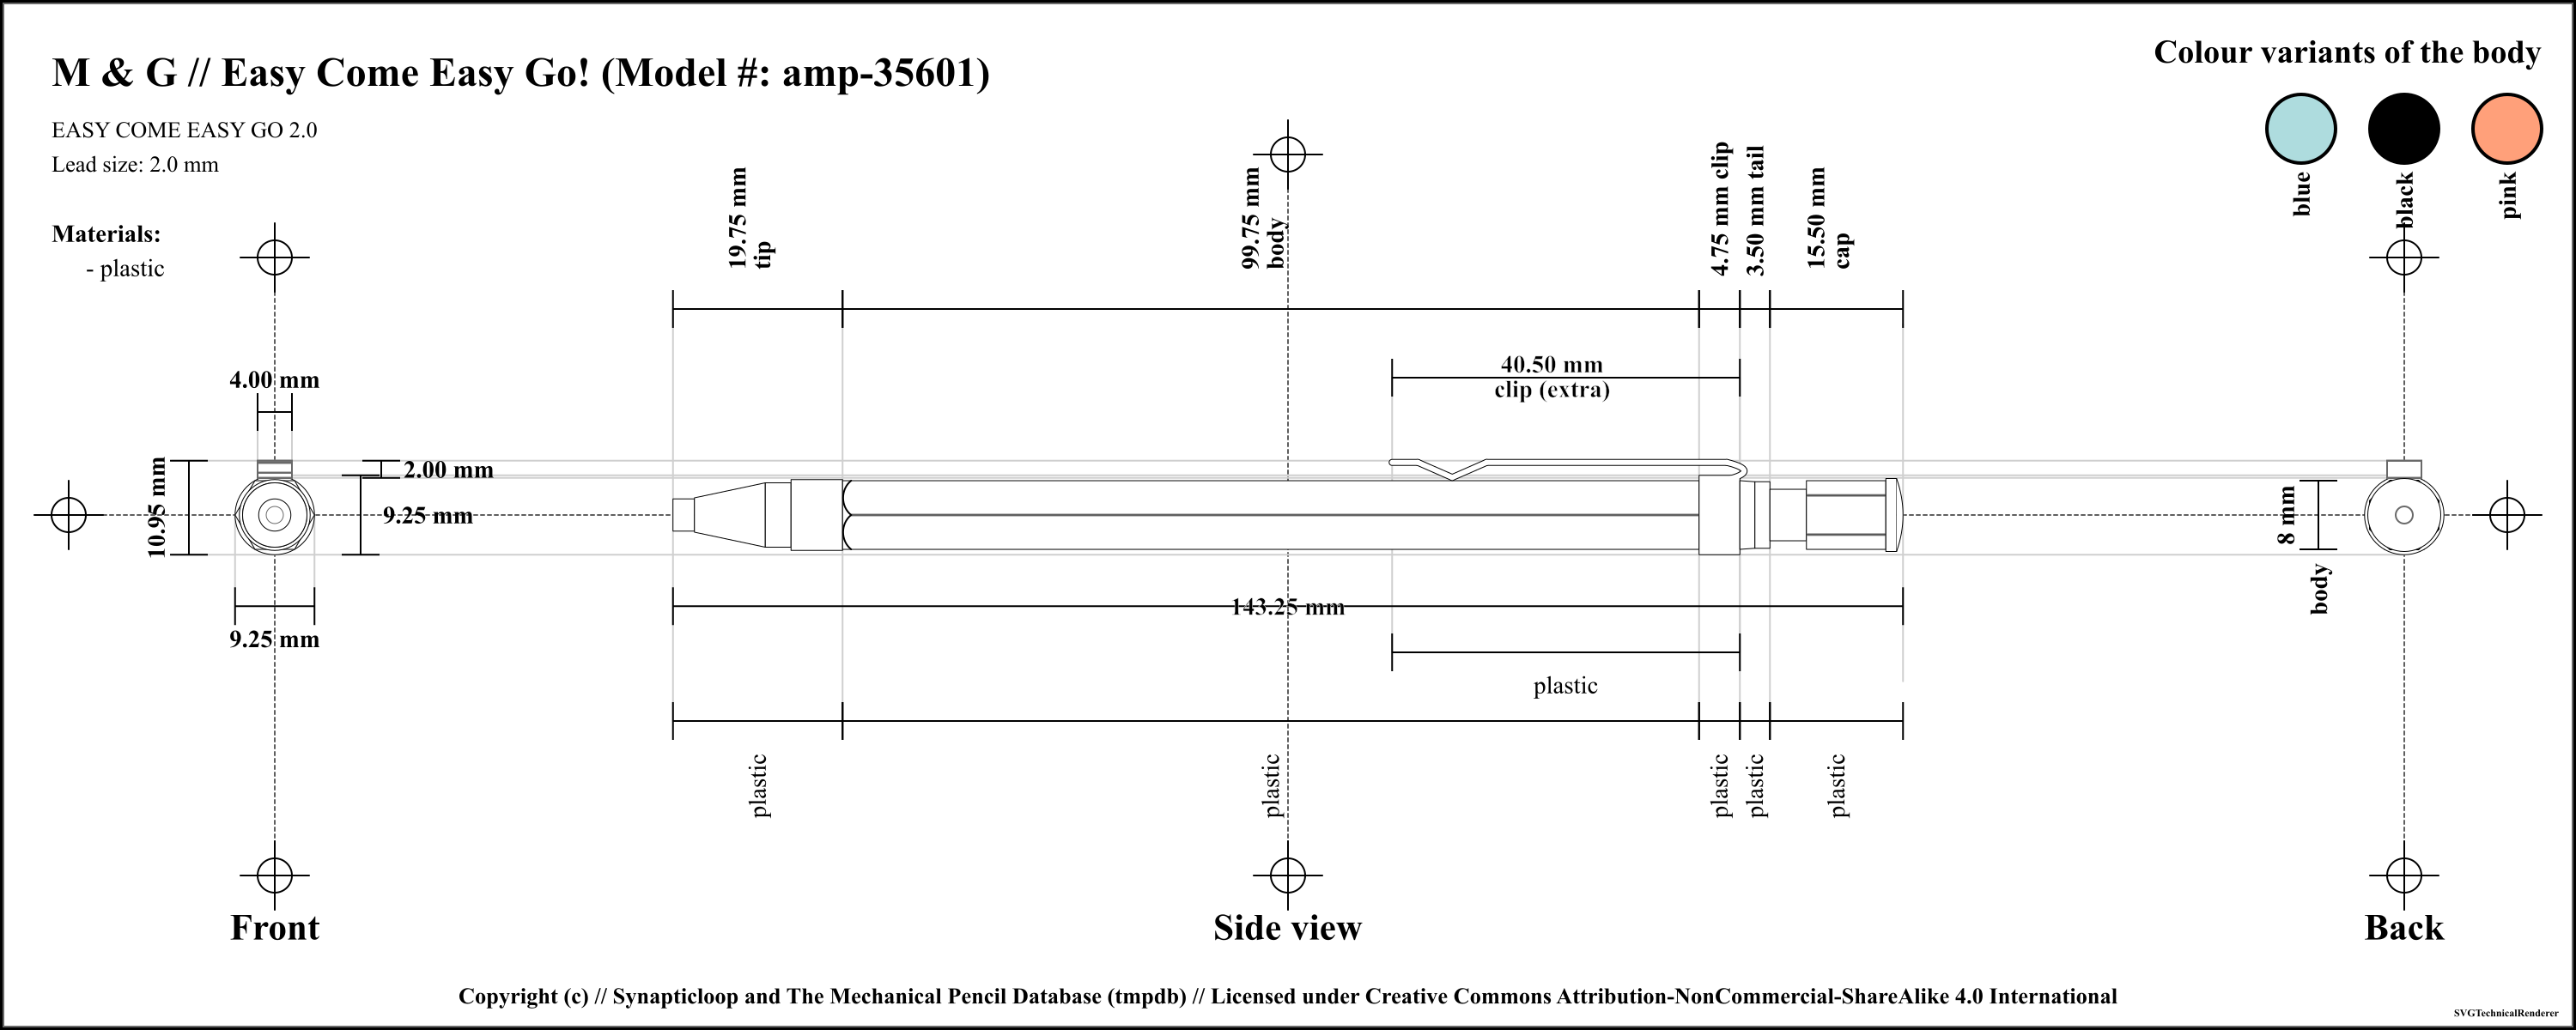 M & G // Easy Come Easy Go! (Model #: amp-35601)
EASY COME EASY GO 2.0
Lead size: 2.0 mm
Materials:
- plastic
Colour variants of the body
blue
black
pink
19.75 mm
tip
99.75 mm
body
4.75 mm clip
3.50 mm tail
15.50 mm
cap
40.50 mm
clip (extra)
4.00 mm
2.00 mm
10.95 mm
9.25 mm
9.25 mm
8 mm
body
143.25 mm
plastic
plastic
plastic
plastic
plastic
plastic
Front
Side view
Back
Copyright (c) // Synapticloop and The Mechanical Pencil Database (tmpdb) // Licensed under Creative Commons Attribution-NonCommercial-ShareAlike 4.0 International
SVGTechnicalRenderer